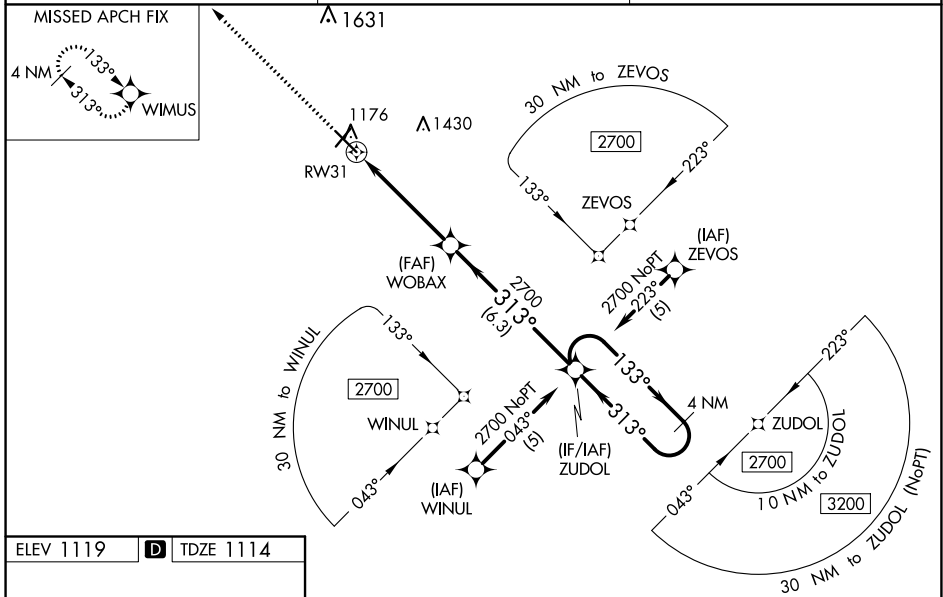 MISSED APCH FIX
4 NM
133°
313°
WIMUS
1631
1176
1430
RW31
30 NM to ZEVOS
2700
133°
223°
ZEVOS
(IAF)
ZEVOS
2700 NoPT
223°
(5)
(FAF)
WOBAX
2700
313°
(6.3)
30 NM to WINUL
133°
2700
WINUL
043°
2700 NoPT
043°
(5)
(IAF)
WINUL
(IF/IAF)
ZUDOL
133°
313°
4 NM
223°
ZUDOL
2700
043°
10 NM to ZUDOL
3200
30 NM to ZUDOL (NoPT)
ELEV 1119 D TDZE 1114